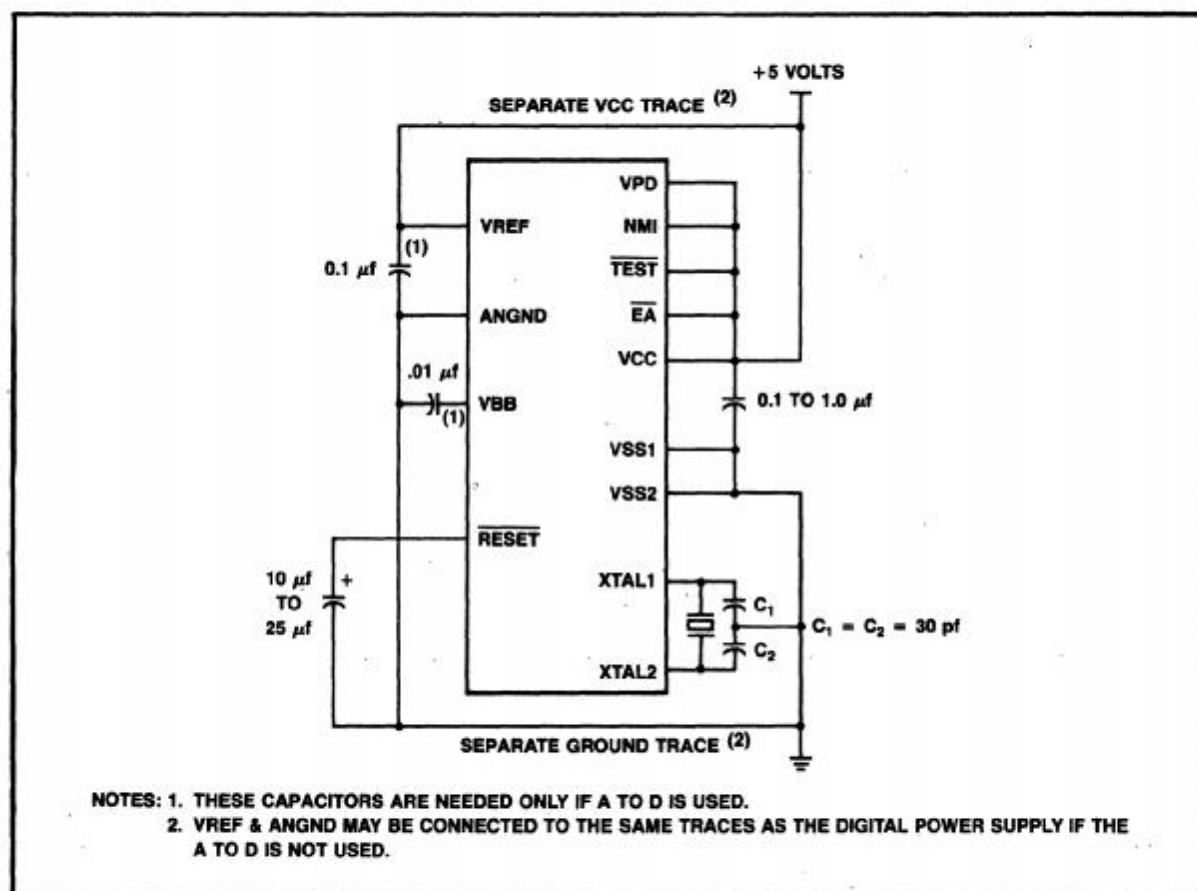 +5 VOLTS
SEPARATE VCC TRACE (2)
VPD
VREF
NMI
(1)
0.1 μf
TEST
ANGND
EA
VCC
.01 μf
VBB
(1)
0.1 TO 1.0 μf
VSS1
VSS2
RESET
10 μf
TO
25 μf
+
XTAL1
C1
C1 = C2 = 30 pf
C2
XTAL2
SEPARATE GROUND TRACE (2)
NOTES: 1. THESE CAPACITORS ARE NEEDED ONLY IF A TO D IS USED.
2. VREF & ANGND MAY BE CONNECTED TO THE SAME TRACES AS THE DIGITAL POWER SUPPLY IF THE
A TO D IS NOT USED.